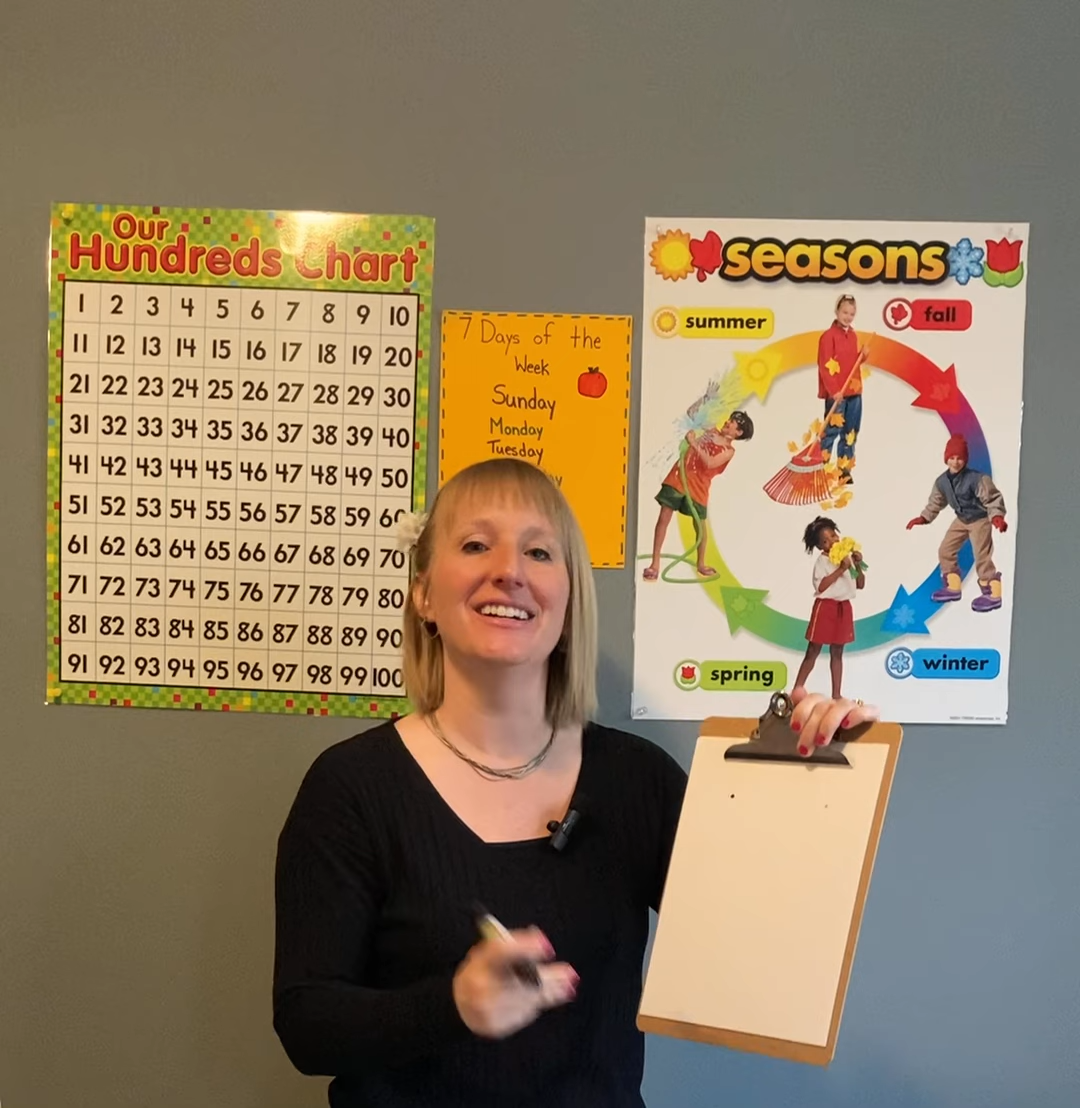 Our
Hundreds Chart
1 2 3 4 5 6 7 8 9 10
11 12 13 14 15 16 17 18 19 20
21 22 23 24 25 26 27 28 29 30
31 32 33 34 35 36 37 38 39 40
41 42 43 44 45 46 47 48 49 50
51 52 53 54 55 56 57 58 59 60
61 62 63 64 65 66 67 68 69 70
71 72 73 74 75 76 77 78 79 80
81 82 83 84 85 86 87 88 89 90
91 92 93 94 95 96 97 98 99 100
7 Days of the
Week
Sunday
Monday
Tuesday
seasons
summer
fall
spring
winter